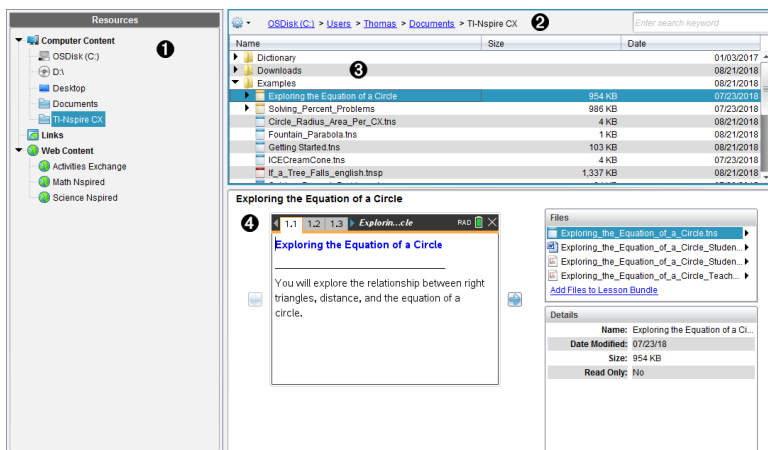 Resources
Computer Content
1
OSDisk (C:)
D:\
Desktop
Documents
TI-Nspire CX
Links
Web Content
Activities Exchange
Math Nspired
Science Nspired
OSDisk (C:) > Users > Thomas > Documents > TI-Nspire CX 2
Enter search keyword
Name Size Date
Dictionary 01/03/2017
Downloads 08/21/2018
3
Examples 08/21/2018
Exploring the Equation of a Circle 954 KB 07/23/2018
Solving_Percent_Problems 986 KB 07/23/2018
Circle_Radius_Area_Per_CX.tns 4 KB 08/21/2018
Fountain_Parabola.tns 1 KB 08/21/2018
Getting Started.tns 103 KB 08/21/2018
ICECreamCone.tns 4 KB 07/23/2018
If_a_Tree_Falls_english.tnsp 1,337 KB 08/21/2018
Exploring the Equation of a Circle
4
1.1 1.2 1.3 Explorin...cle RAD
Exploring the Equation of a Circle
You will explore the relationship between right
triangles, distance, and the equation of a
circle.
Files
Exploring_the_Equation_of_a_Circle.tns
Exploring_the_Equation_of_a_Circle_Studen...
Exploring_the_Equation_of_a_Circle_Studen...
Exploring_the_Equation_of_a_Circle_Teach...
Add Files to Lesson Bundle
Details
Name: Exploring the Equation of a Ci...
Date Modified: 07/23/18
Size: 954 KB
Read Only: No